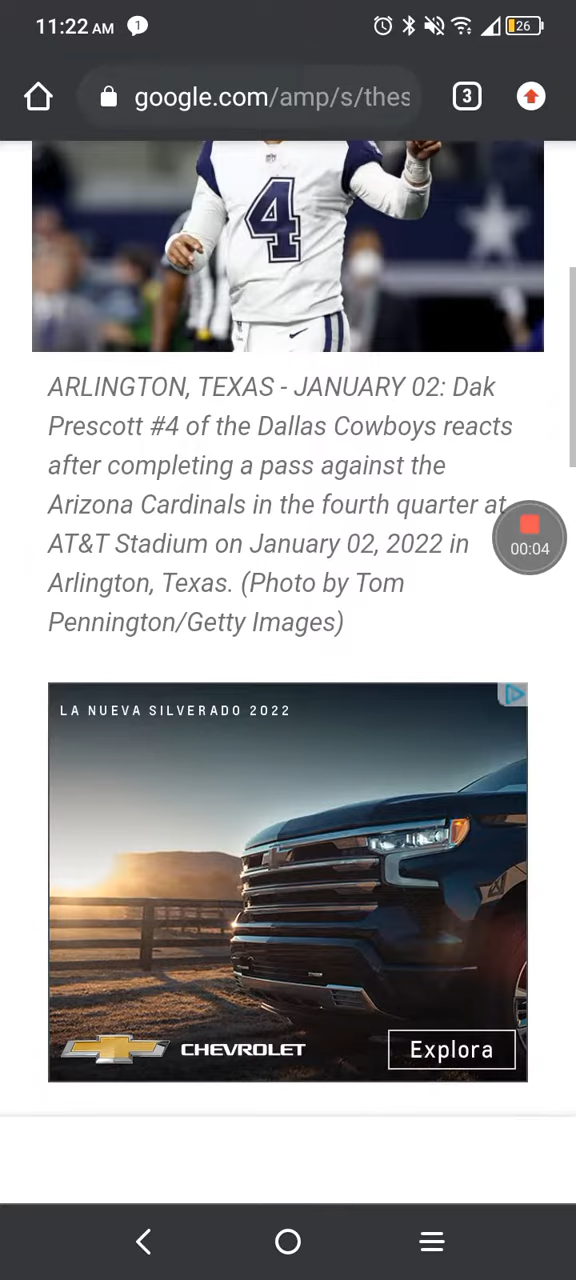 11:22 AM 1 26
google.com/amp/s/thes 3
4
ARLINGTON, TEXAS - JANUARY 02: Dak
Prescott #4 of the Dallas Cowboys reacts
after completing a pass against the
Arizona Cardinals in the fourth quarter at
AT&T Stadium on January 02, 2022 in
00:04
Arlington, Texas. (Photo by Tom
Pennington/Getty Images)
LA NUEVA SILVERADO 2022
CHEVROLET Explora